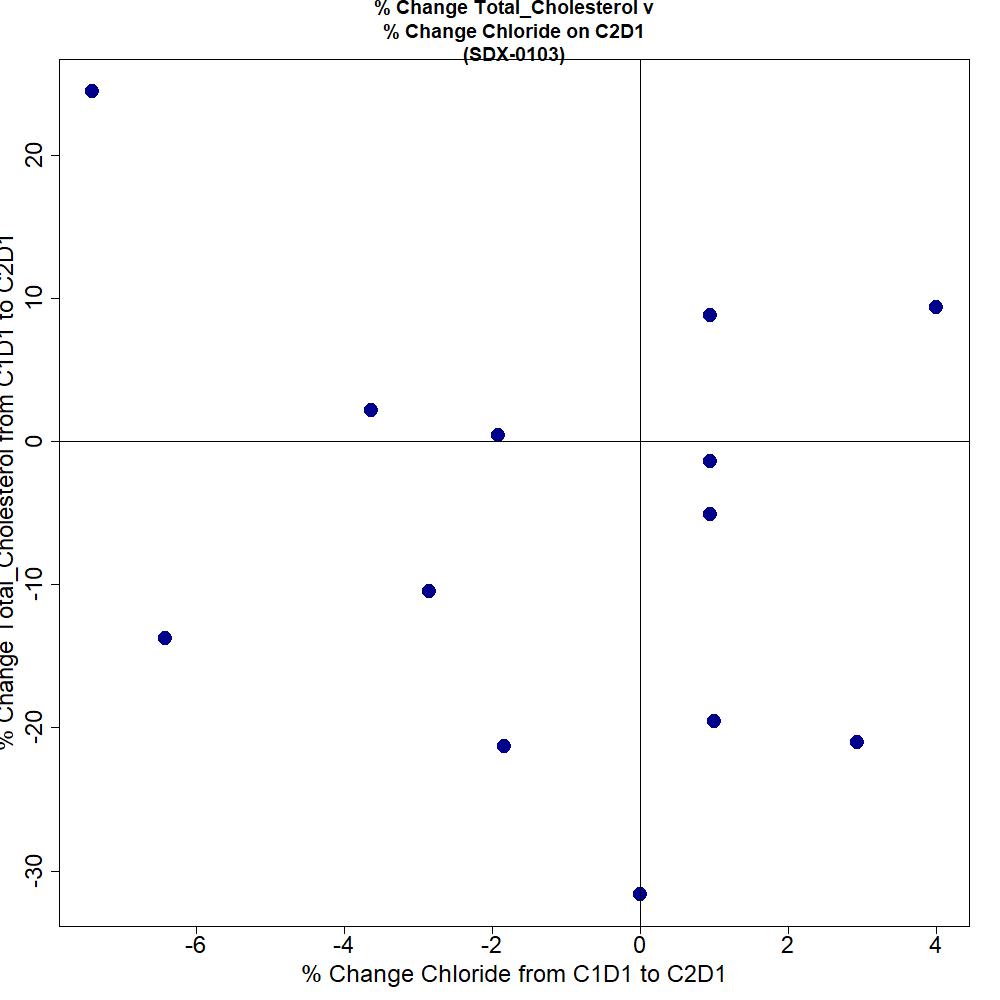 % Change Total_Cholesterol v
% Change Chloride on C2D1
(SDX-0103)
% Change Total_Cholesterol from C1D1 to C2D1
20
10
0
-10
-20
-30
-6
-4
-2
0
2
4
% Change Chloride from C1D1 to C2D1